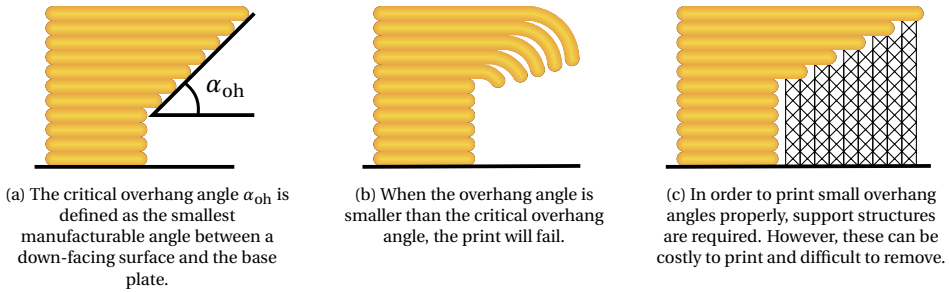 αoh
(a) The critical overhang angle αoh is
defined as the smallest
manufacturable angle between a
down-facing surface and the base
plate.
(b) When the overhang angle is
smaller than the critical overhang
angle, the print will fail.
(c) In order to print small overhang
angles properly, support structures
are required. However, these can be
costly to print and difficult to remove.